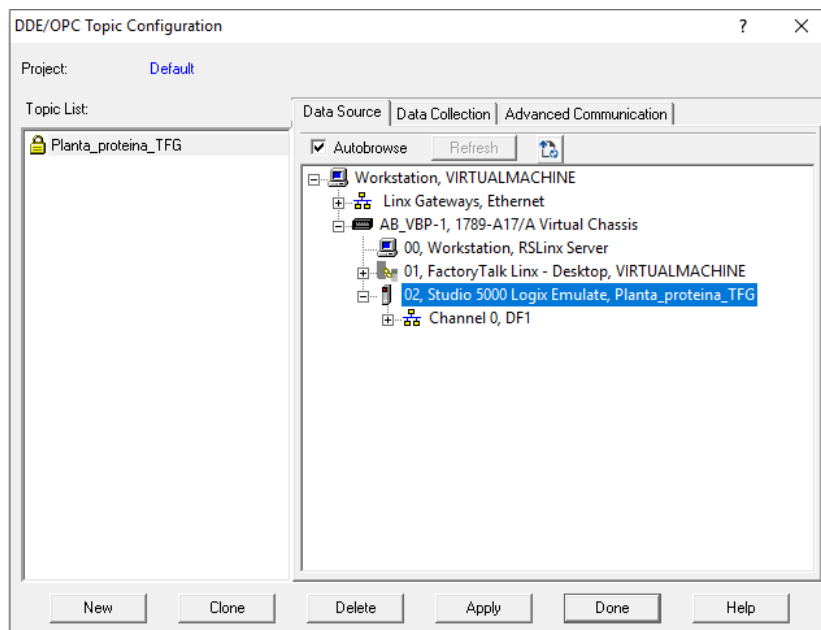 DDE/OPC Topic Configuration
? X
Project: Default
Topic List:
Planta_proteina_TFG
Data Source Data Collection Advanced Communication
Autobrowse Refresh
Workstation, VIRTUALMACHINE
Linx Gateways, Ethernet
AB_VBP-1, 1789-A17/A Virtual Chassis
00, Workstation, RSLinx Server
01, FactoryTalk Linx - Desktop, VIRTUALMACHINE
02, Studio 5000 Logix Emulate, Planta_proteina_TFG
Channel 0, DF1
New Clone Delete Apply Done Help